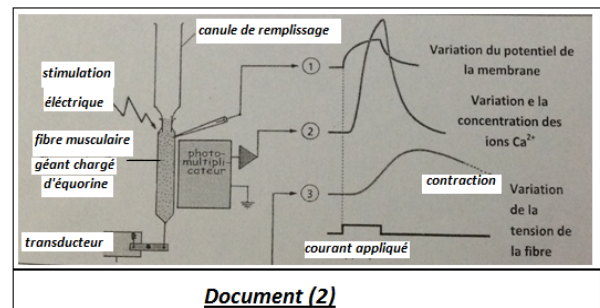 canule de remplissage
stimulation
éléctrique
fibre musculaire
géant chargé
d'équorine
photo-
multipli-
cateur
transducteur
1
2
3
Variation du potentiel de
la membrane
Variation e la
concentration des
ions Ca²⁺
contraction
Variation
de la
tension de
la fibre
courant appliqué
Document (2)